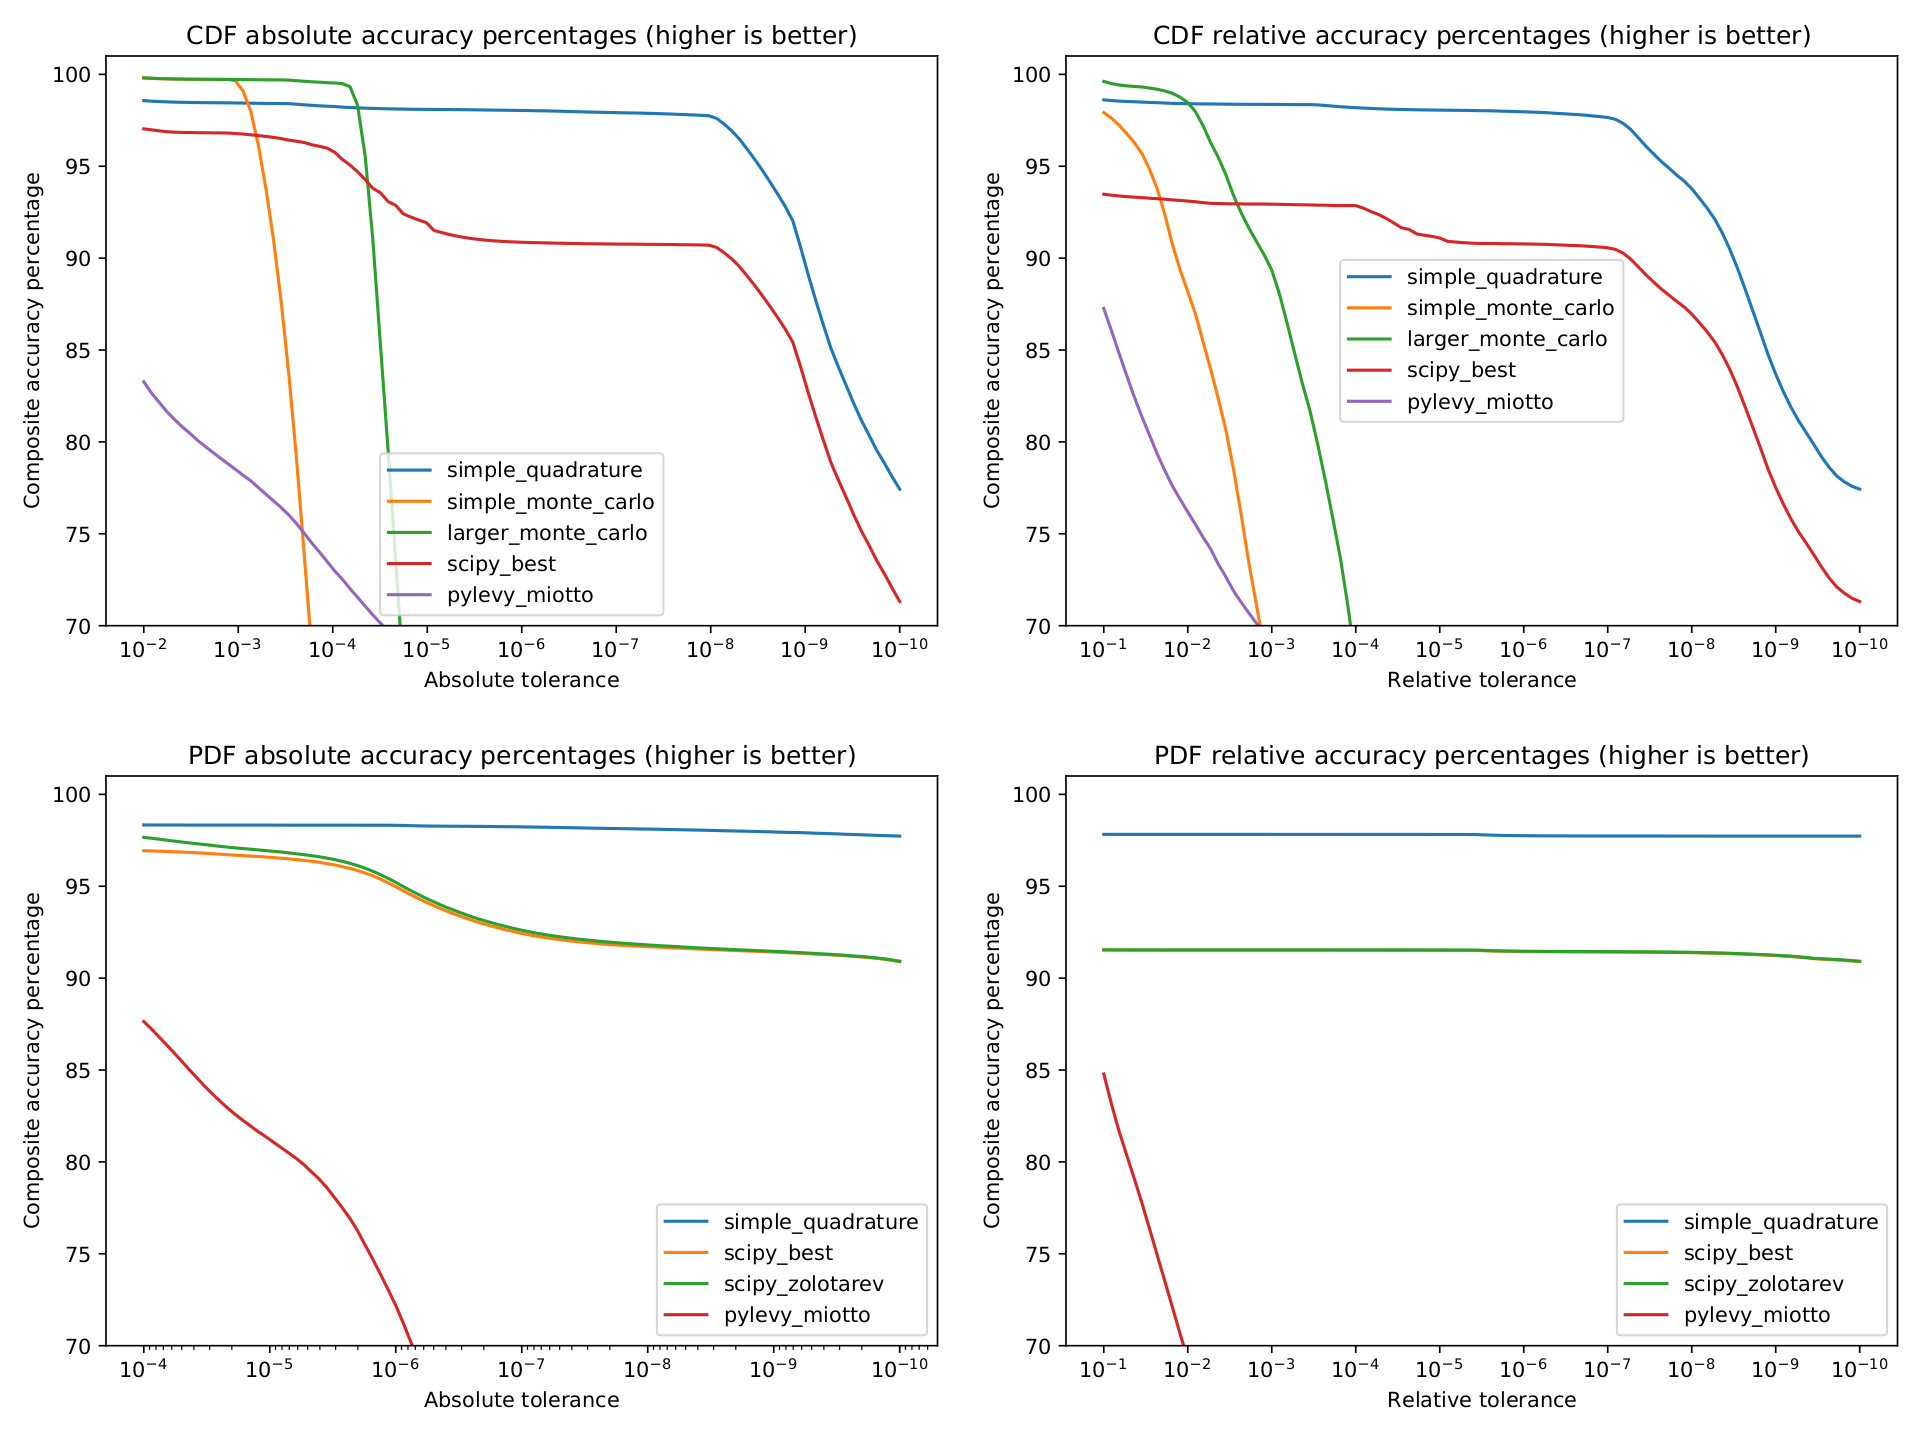 CDF absolute accuracy percentages (higher is better)
Composite accuracy percentage
100
95
90
85
80
75
70
simple_quadrature
simple_monte_carlo
larger_monte_carlo
scipy_best
pylevy_miotto
10⁻² 10⁻³ 10⁻⁴ 10⁻⁵ 10⁻⁶ 10⁻⁷ 10⁻⁸ 10⁻⁹ 10⁻¹⁰
Absolute tolerance
CDF relative accuracy percentages (higher is better)
Composite accuracy percentage
100
95
90
85
80
75
70
simple_quadrature
simple_monte_carlo
larger_monte_carlo
scipy_best
pylevy_miotto
10⁻¹ 10⁻² 10⁻³ 10⁻⁴ 10⁻⁵ 10⁻⁶ 10⁻⁷ 10⁻⁸ 10⁻⁹ 10⁻¹⁰
Relative tolerance
PDF absolute accuracy percentages (higher is better)
Composite accuracy percentage
100
95
90
85
80
75
70
simple_quadrature
scipy_best
scipy_zolotarev
pylevy_miotto
10⁻⁴ 10⁻⁵ 10⁻⁶ 10⁻⁷ 10⁻⁸ 10⁻⁹ 10⁻¹⁰
Absolute tolerance
PDF relative accuracy percentages (higher is better)
Composite accuracy percentage
100
95
90
85
80
75
70
simple_quadrature
scipy_best
scipy_zolotarev
pylevy_miotto
10⁻¹ 10⁻² 10⁻³ 10⁻⁴ 10⁻⁵ 10⁻⁶ 10⁻⁷ 10⁻⁸ 10⁻⁹ 10⁻¹⁰
Relative tolerance